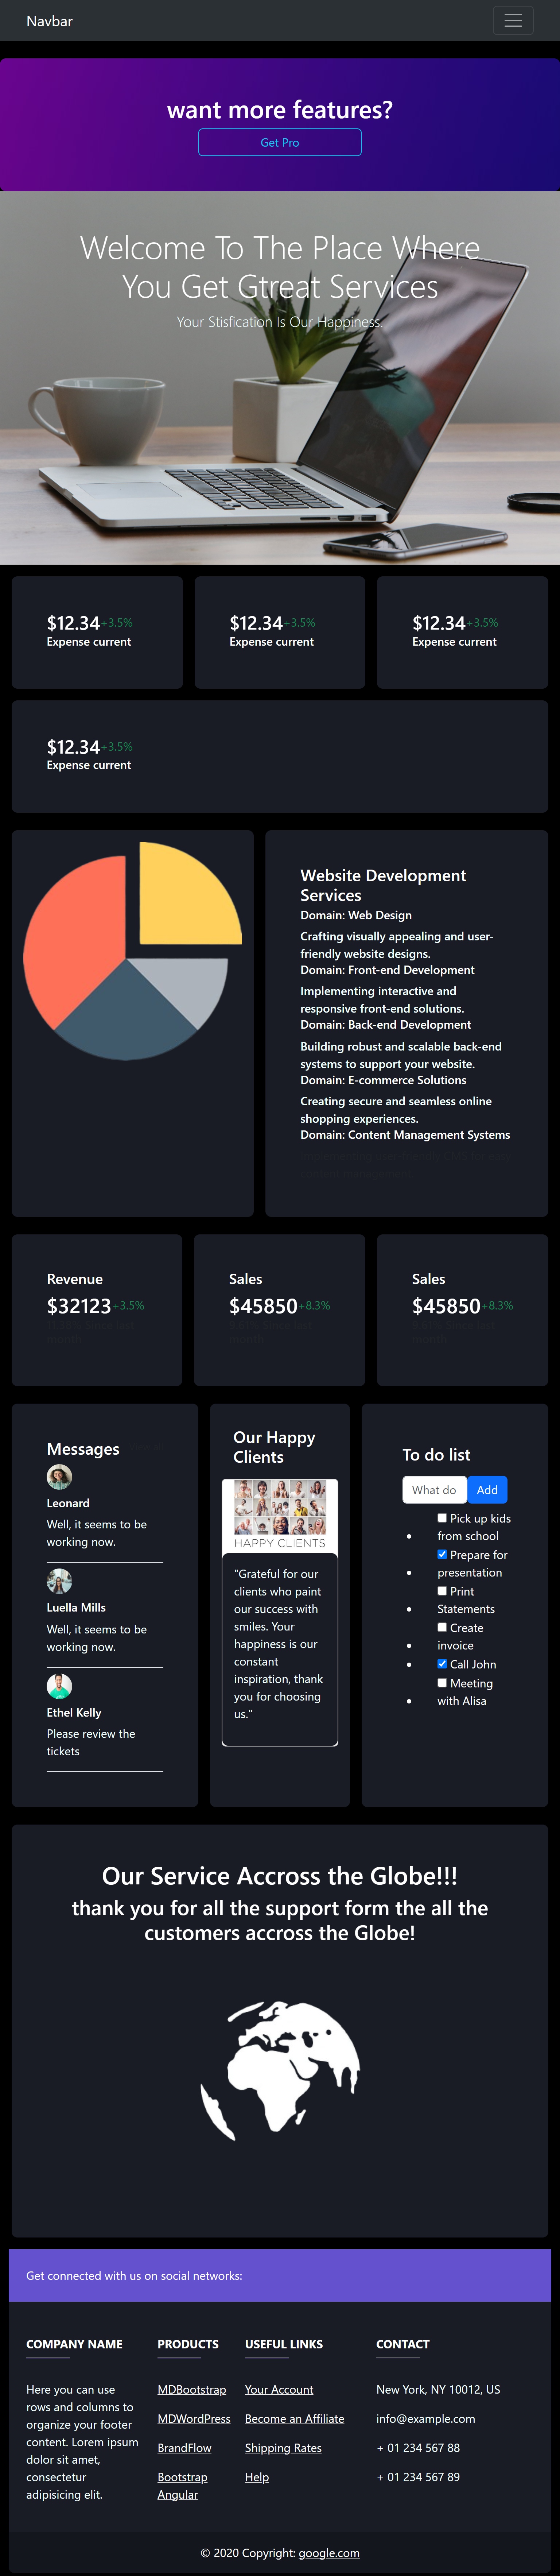 Navbar
want more features?
Get Pro
Welcome To The Place Where
You Get Gtreat Services
Your Stisfication Is Our Happiness.
$12.34+3.5%
Expense current
$12.34+3.5%
Expense current
$12.34+3.5%
Expense current
$12.34+3.5%
Expense current
Website Development
Services
Domain: Web Design
Crafting visually appealing and user-
friendly website designs.
Domain: Front-end Development
Implementing interactive and
responsive front-end solutions.
Domain: Back-end Development
Building robust and scalable back-end
systems to support your website.
Domain: E-commerce Solutions
Creating secure and seamless online
shopping experiences.
Domain: Content Management Systems
Revenue
$32123+3.5%
Sales
$45850+8.3%
Sales
$45850+8.3%
Messages
Leonard
Well, it seems to be
working now.
Luella Mills
Well, it seems to be
working now.
Ethel Kelly
Please review the
tickets
Our Happy
Clients
HAPPY CLIENTS
"Grateful for our
clients who paint
our success with
smiles. Your
happiness is our
constant
inspiration, thank
you for choosing
us."
To do list
What do
Add
Pick up kids
from school
Prepare for
presentation
Print
Statements
Create
invoice
Call John
Meeting
with Alisa
Our Service Accross the Globe!!!
thank you for all the support form the all the
customers accross the Globe!
Get connected with us on social networks:
COMPANY NAME
Here you can use
rows and columns to
organize your footer
content. Lorem ipsum
dolor sit amet,
consectetur
adipisicing elit.
PRODUCTS
MDBootstrap
MDWordPress
BrandFlow
Bootstrap
Angular
USEFUL LINKS
Your Account
Become an Affiliate
Shipping Rates
Help
CONTACT
New York, NY 10012, US
info@example.com
+ 01 234 567 88
+ 01 234 567 89
© 2020 Copyright: google.com